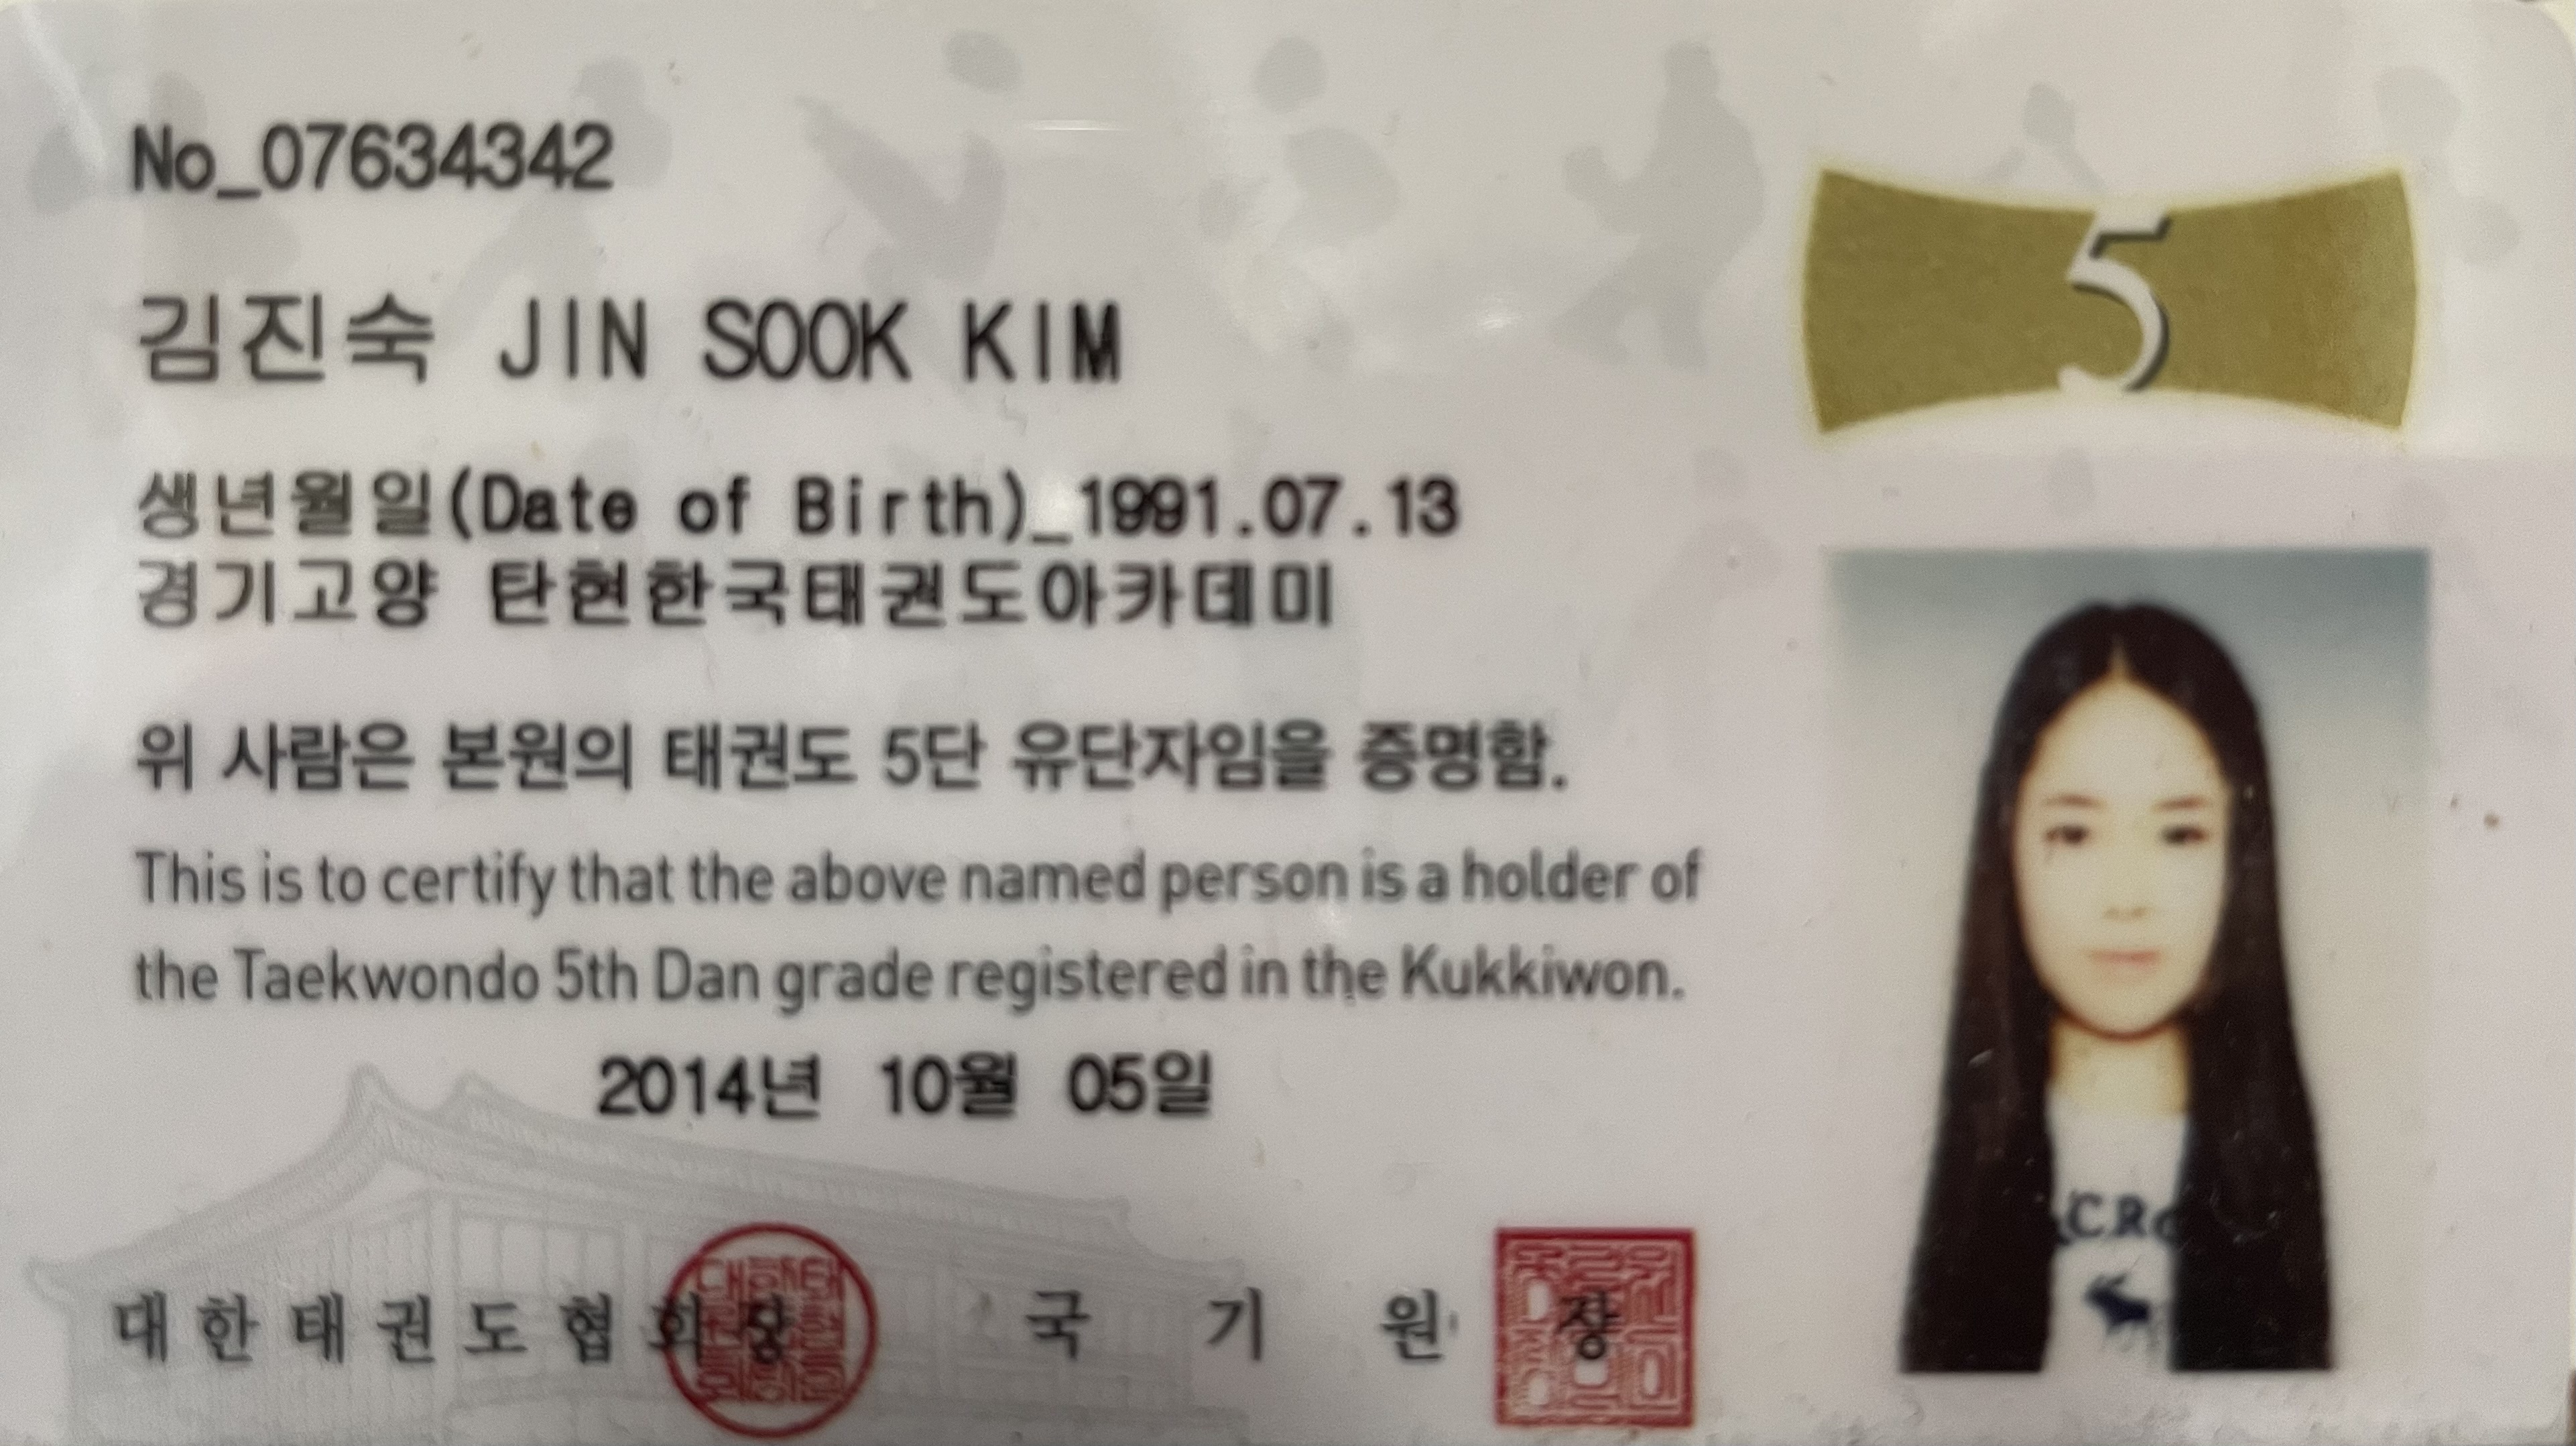 No_07634342
5
김진숙 JIN SOOK KIM
생년월일(Date of Birth)_1991.07.13
경기고양 탄현한국태권도아카데미
위 사람은 본원의 태권도 5단 유단자임을 증명함.
This is to certify that the above named person is a holder of
the Taekwondo 5th Dan grade registered in the Kukkiwon.
2014년 10월 05일
대한태권도협회장 국기원장